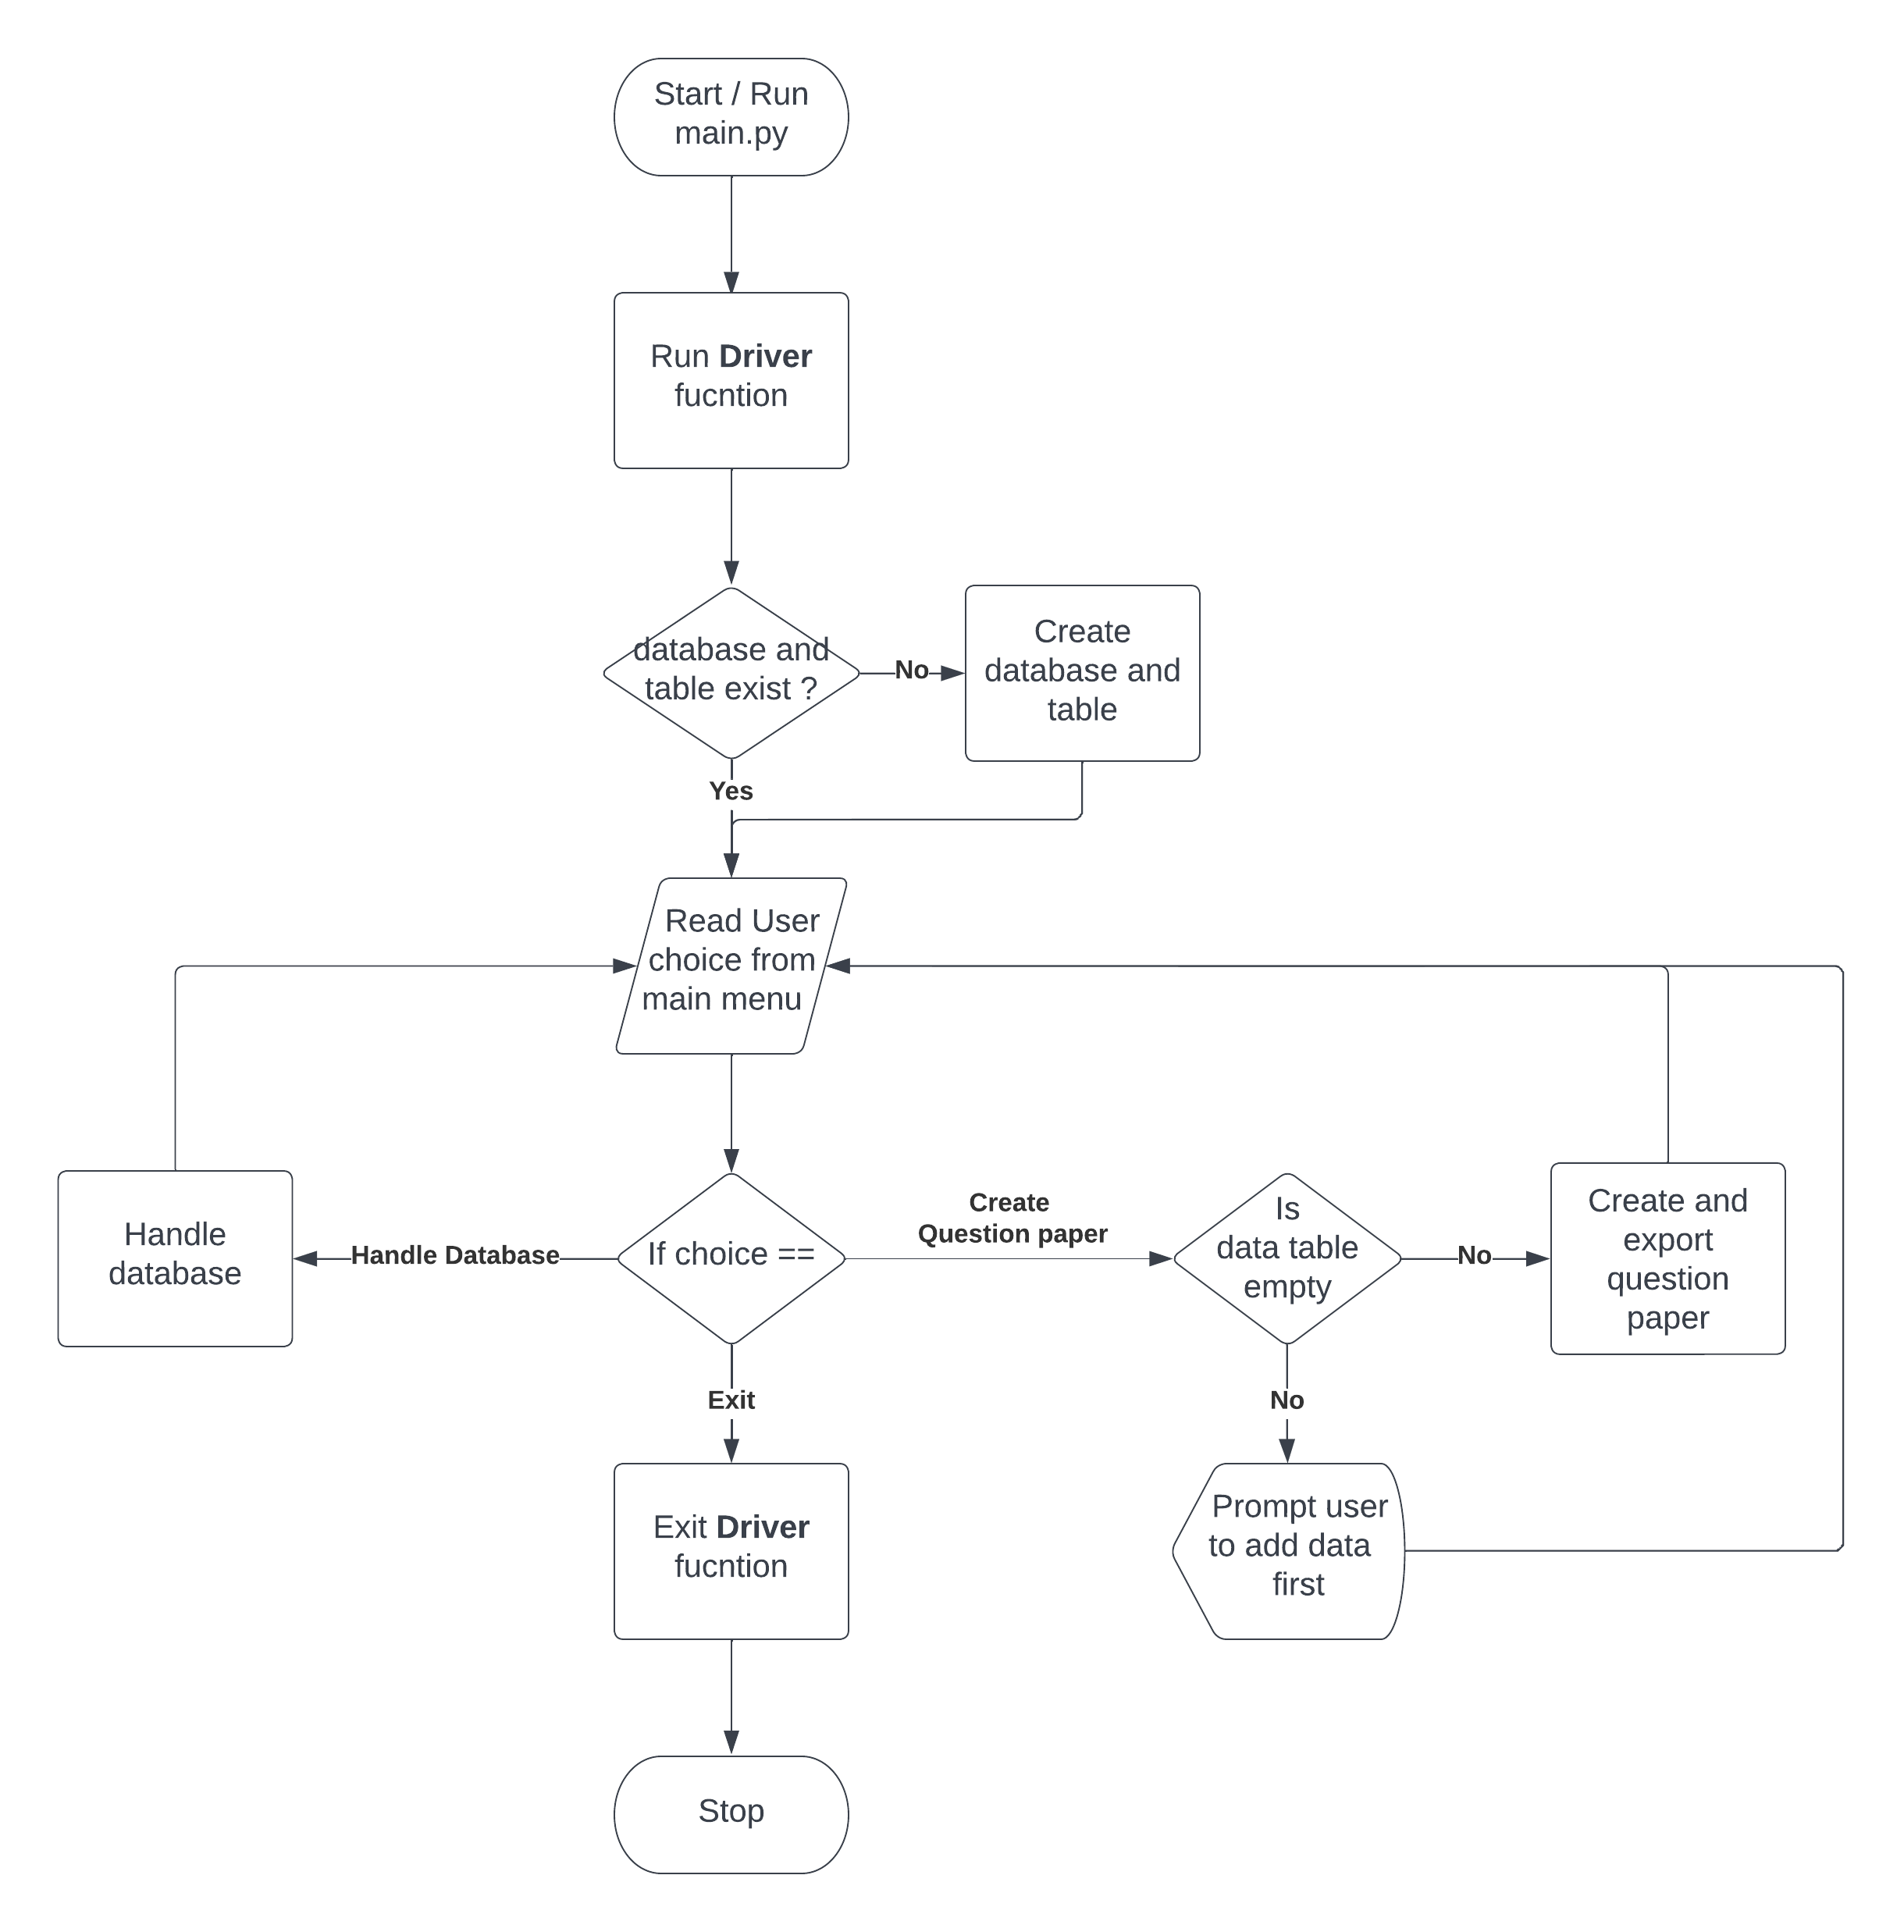 Start / Run
main.py
Run Driver
fucntion
database and
table exist ?
No
Create
database and
table
Yes
Read User
choice from
main menu
Handle
database
Handle Database
If choice ==
Create
Question paper
Is
data table
empty
No
Create and
export
question
paper
Exit
No
Exit Driver
fucntion
Prompt user
to add data
first
Stop